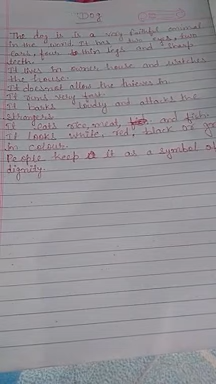 Dog
The dog is is a very faithful animal
in the world. It has two eyes, two
ears, four thin legs and sharp
teeth.
It lives in owner house and watches
the house.
It does not allow the thieves in
It runs very fast.
It barks loudly and attacks the
strangers
It eats rice, meat, and fish.
It looks white, red, black or
in colour.
People keep it as a symbol of
dignity.